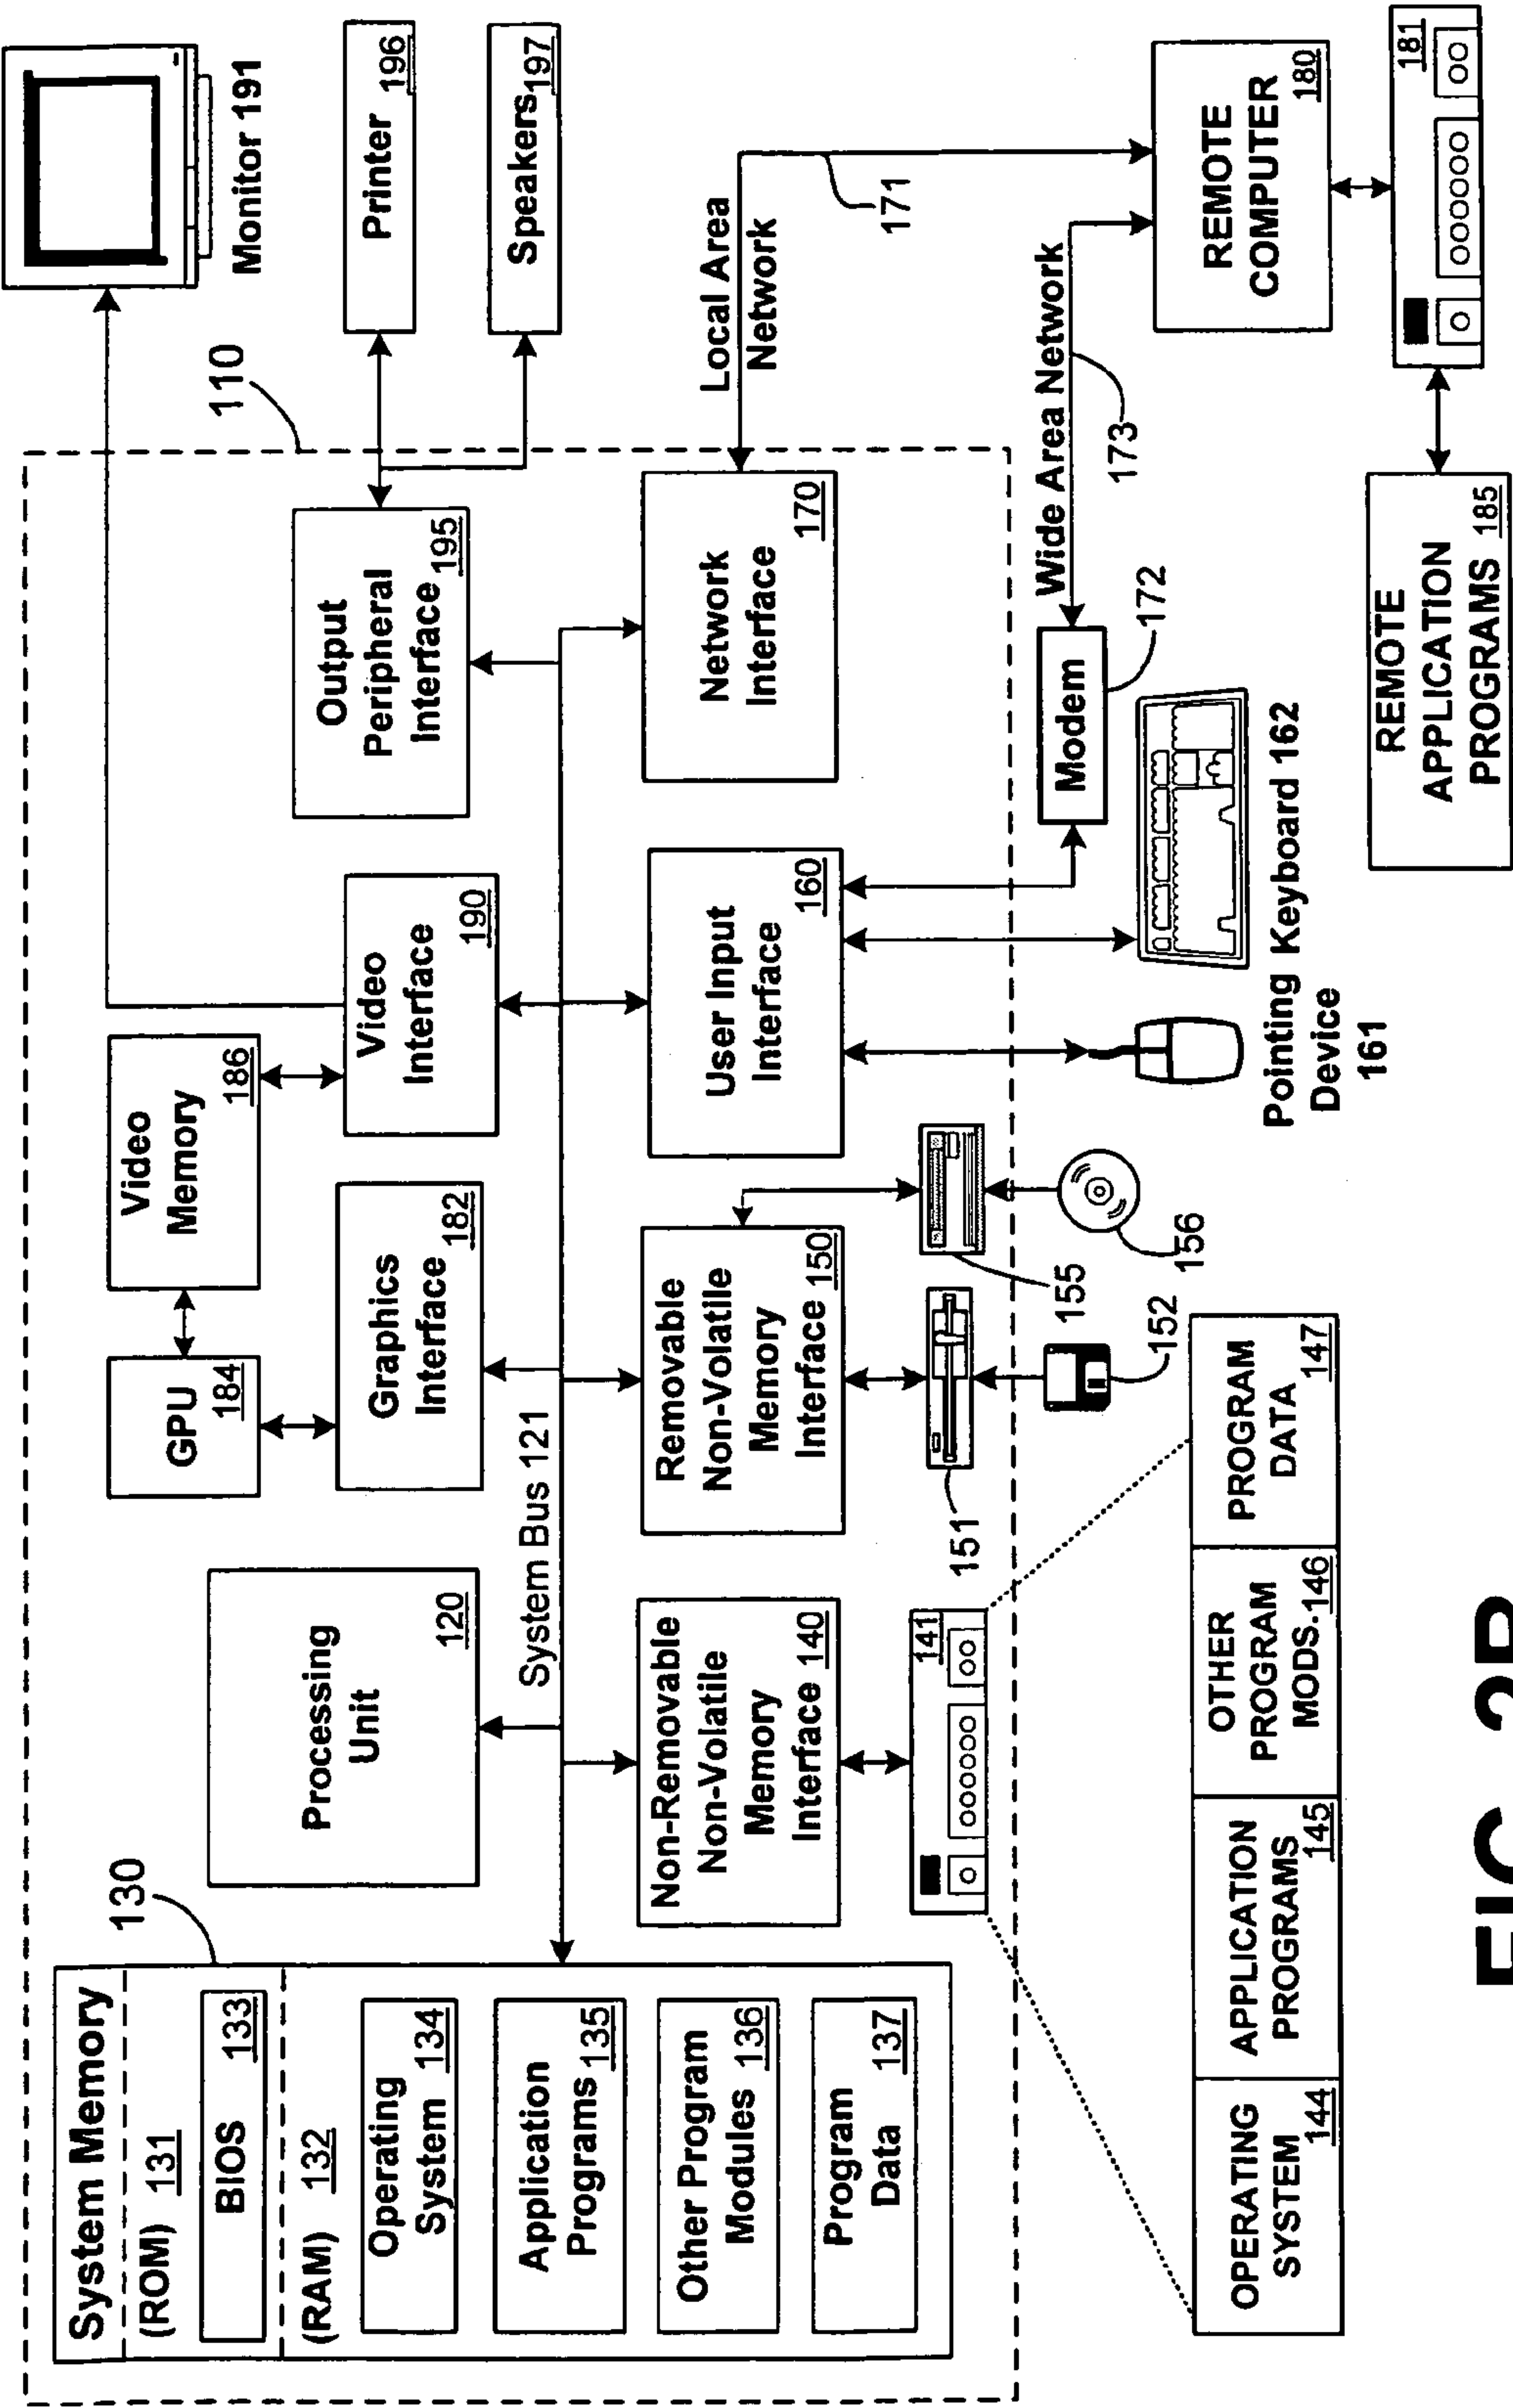 System Memory
(ROM) 131
BIOS 133
(RAM) 132
Operating
System 134
Application
Programs 135
Other Program
Modules 136
Program
Data 137
130
Processing
Unit
120
System Bus 121
GPU
184
Video
Memory
186
Graphics
Interface
182
Video
Interface
190
Output
Peripheral
Interface 195
110
Monitor 191
Printer 196
Speakers 197
Non-Removable
Non-Volatile
Memory
Interface 140
Removable
Non-Volatile
Memory
Interface 150
User Input
Interface
160
Network
Interface
170
Local Area
Network
171
141
151
152
155
156
Wide Area Network
173
Modem
172
Pointing
Device
161
Keyboard 162
REMOTE
COMPUTER
180
181
REMOTE
APPLICATION
PROGRAMS 185
OPERATING
SYSTEM 144
APPLICATION
PROGRAMS 145
OTHER
PROGRAM
MODS. 146
PROGRAM
DATA 147